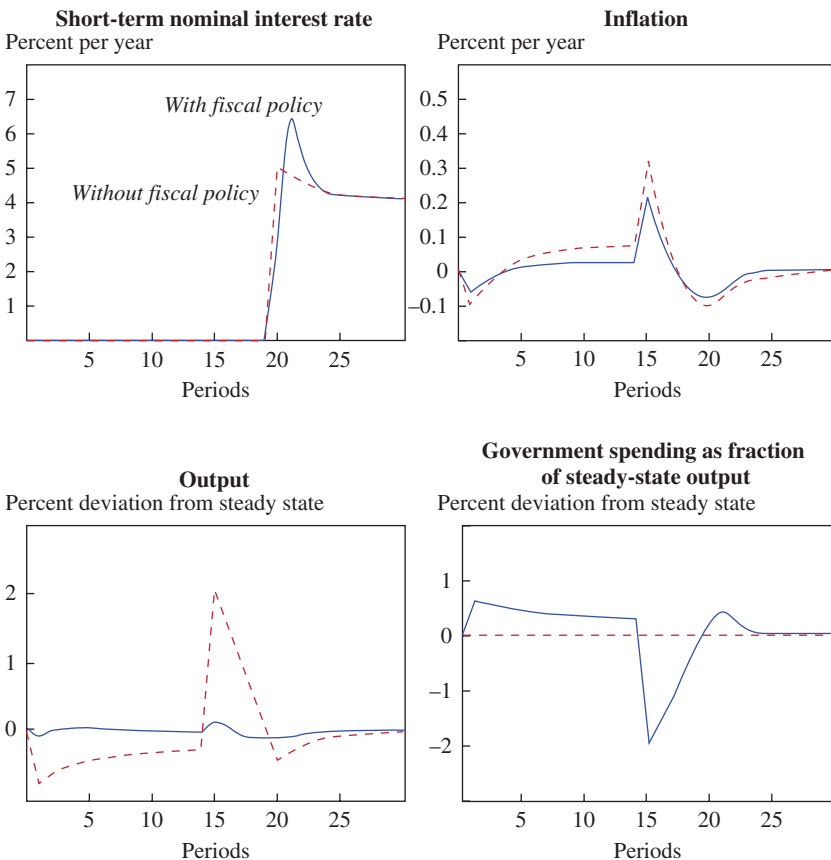 Short-term nominal interest rate
Percent per year
7
6
5
4
3
2
1
With fiscal policy
Without fiscal policy
5 10 15 20 25
Periods
Inflation
Percent per year
0.5
0.4
0.3
0.2
0.1
0
–0.1
5 10 15 20 25
Periods
Output
Percent deviation from steady state
2
1
0
5 10 15 20 25
Periods
Government spending as fraction
of steady-state output
Percent deviation from steady state
1
0
–1
–2
5 10 15 20 25
Periods